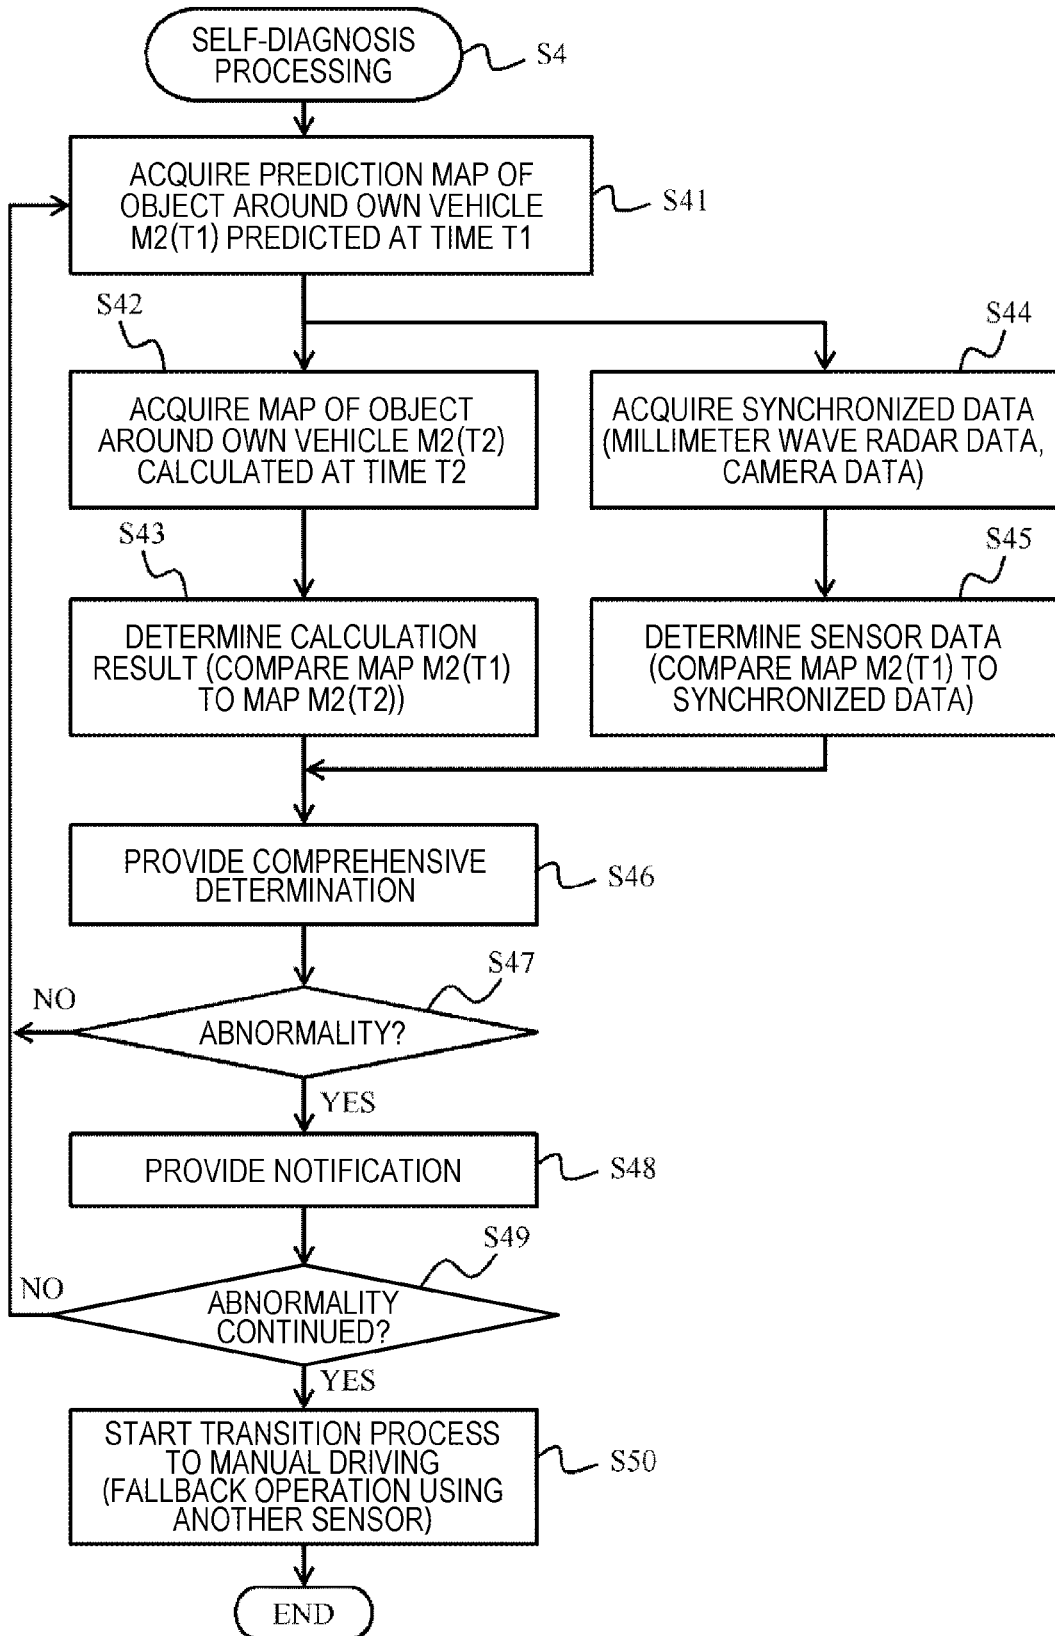 SELF-DIAGNOSIS
PROCESSING
S4
ACQUIRE PREDICTION MAP OF
OBJECT AROUND OWN VEHICLE
M2(T1) PREDICTED AT TIME T1
S41
S42
ACQUIRE MAP OF OBJECT
AROUND OWN VEHICLE M2(T2)
CALCULATED AT TIME T2
S44
ACQUIRE SYNCHRONIZED DATA
(MILLIMETER WAVE RADAR DATA,
CAMERA DATA)
S43
DETERMINE CALCULATION
RESULT (COMPARE MAP M2(T1)
TO MAP M2(T2))
S45
DETERMINE SENSOR DATA
(COMPARE MAP M2(T1) TO
SYNCHRONIZED DATA)
PROVIDE COMPREHENSIVE
DETERMINATION
S46
S47
NO
ABNORMALITY?
YES
PROVIDE NOTIFICATION
S48
S49
NO
ABNORMALITY
CONTINUED?
YES
START TRANSITION PROCESS
TO MANUAL DRIVING
(FALLBACK OPERATION USING
ANOTHER SENSOR)
S50
END